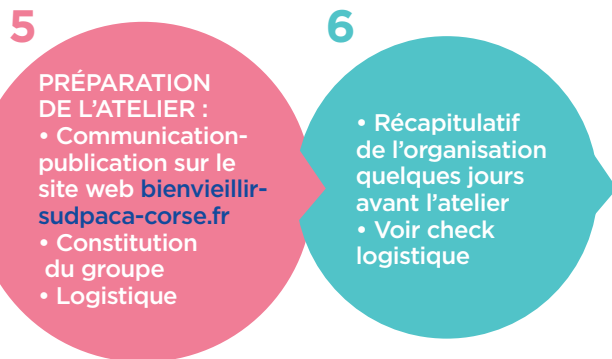 5
PRÉPARATION
DE L’ATELIER :
• Communication-
publication sur le
site web bienvieillir-
sudpaca-corse.fr
• Constitution
du groupe
• Logistique
6
• Récapitulatif
de l’organisation
quelques jours
avant l’atelier
• Voir check
logistique